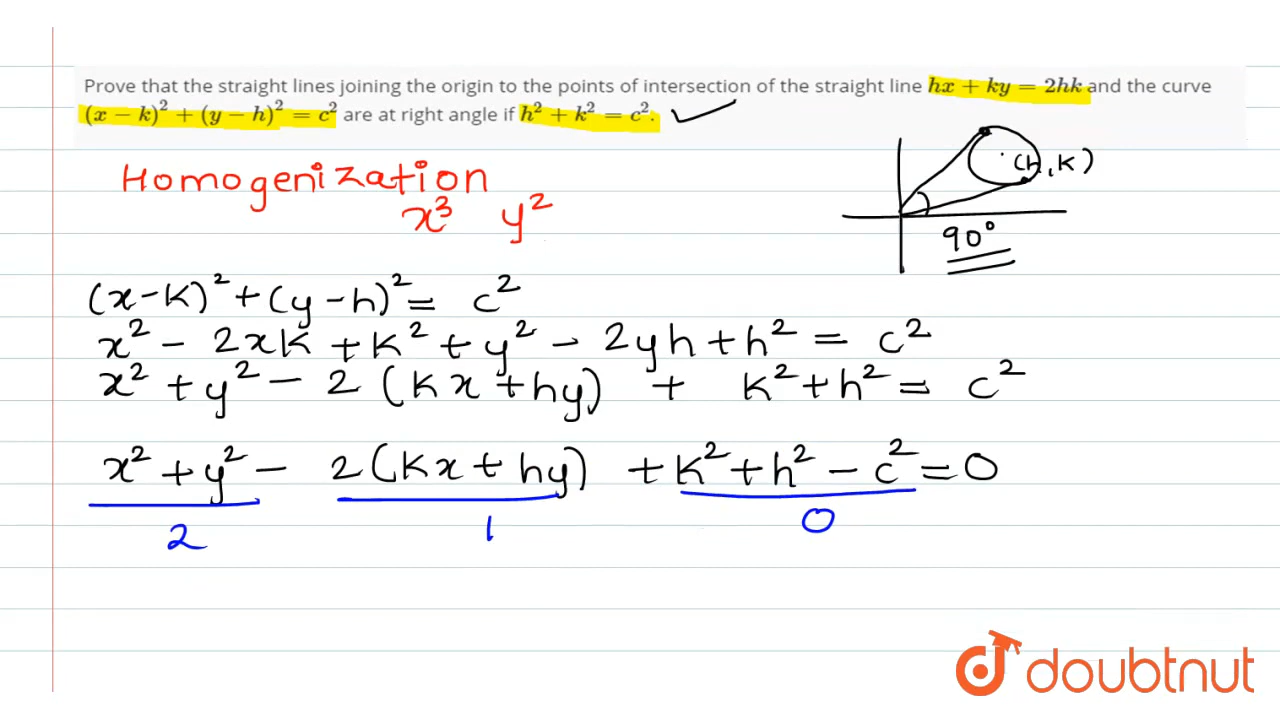 Prove that the straight lines joining the origin to the points of intersection of the straight line hx + ky = 2hk and the curve
(x − k)² + (y − h)² = c² are at right angle if h² + k² = c².
Homogenization
x³ y²
(h, k)
90°
(x-k)² + (y-h)² = c²
x² - 2xk + k² + y² - 2yh + h² = c²
x² + y² - 2(kx + hy) + k² + h² = c²
x² + y² - 2(kx + hy) + k² + h² - c² = 0
2 1 0
doubtnut